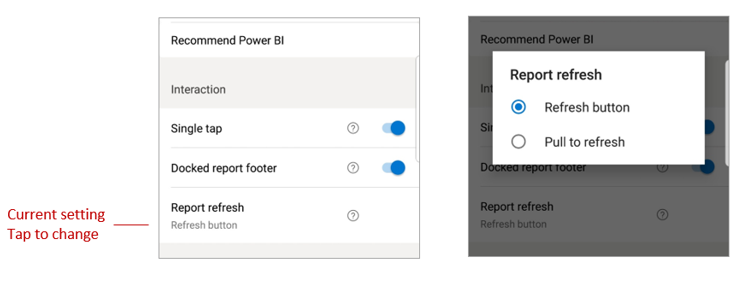 Recommend Power BI
Interaction
Single tap
Docked report footer
Report refresh
Refresh button
Current setting
Tap to change
Recommend Power BI
Int
Report refresh
Refresh button
Sin
Pull to refresh
Docked report footer
Report refresh
Refresh button